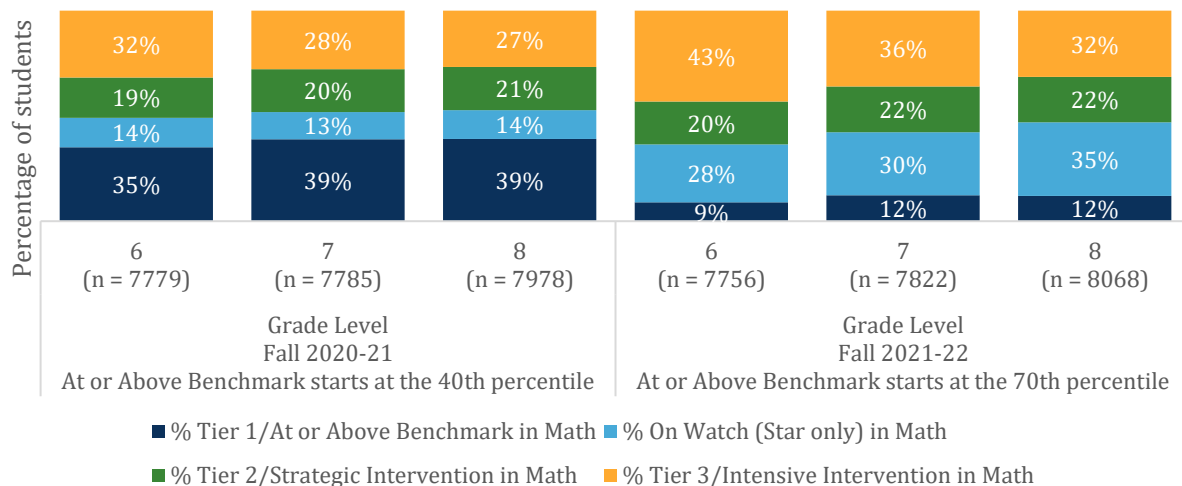 Percentage of students
32% 28% 27% 43% 36% 32%
19% 20% 21% 20% 22% 22%
14% 13% 14% 28% 30% 35%
35% 39% 39% 9% 12% 12%
6 7 8 6 7 8
(n = 7779) (n = 7785) (n = 7978) (n = 7756) (n = 7822) (n = 8068)
Grade Level Grade Level
Fall 2020-21 Fall 2021-22
At or Above Benchmark starts at the 40th percentile At or Above Benchmark starts at the 70th percentile
% Tier 1/At or Above Benchmark in Math % On Watch (Star only) in Math
% Tier 2/Strategic Intervention in Math % Tier 3/Intensive Intervention in Math